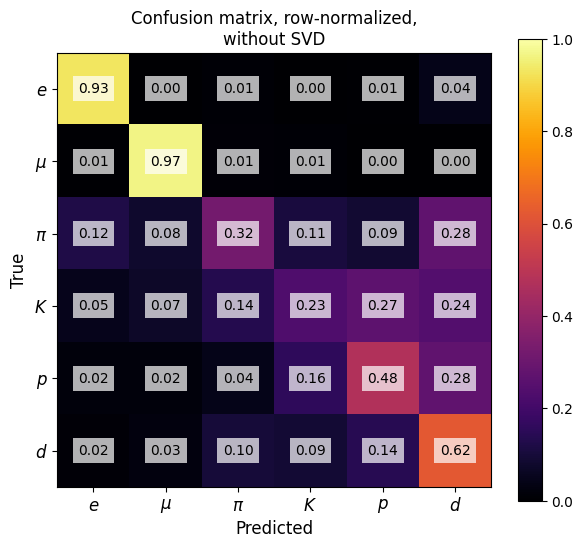 Confusion matrix, row-normalized,
without SVD
True
e 0.93 0.00 0.01 0.00 0.01 0.04
μ 0.01 0.97 0.01 0.01 0.00 0.00
π 0.12 0.08 0.32 0.11 0.09 0.28
K 0.05 0.07 0.14 0.23 0.27 0.24
p 0.02 0.02 0.04 0.16 0.48 0.28
d 0.02 0.03 0.10 0.09 0.14 0.62
e μ π K p d
Predicted
1.0
0.8
0.6
0.4
0.2
0.0